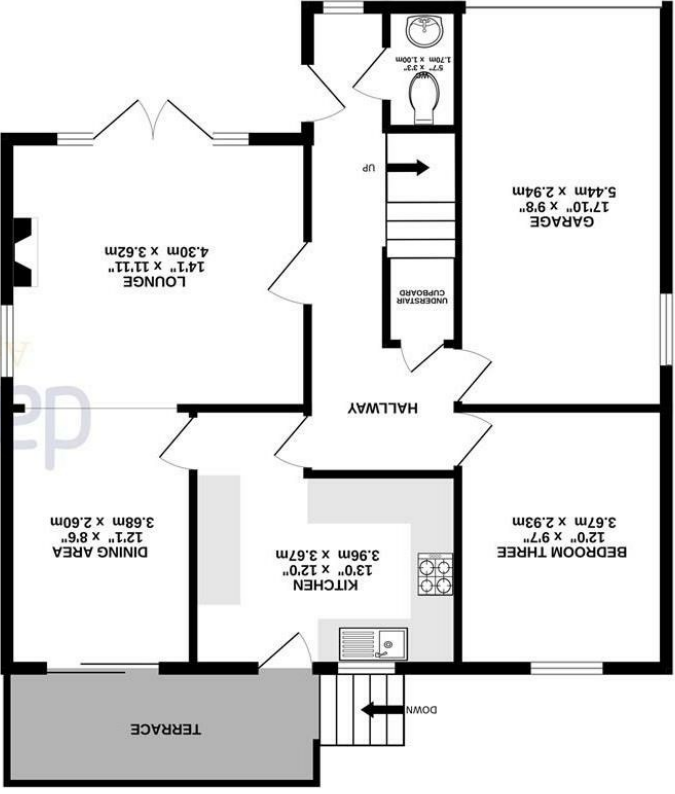 DOWN
TERRACE
BEDROOM THREE
12'0" x 9'7"
3.67m x 2.93m
KITCHEN
13'0" x 12'0"
3.96m x 3.67m
DINING AREA
12'1" x 8'6"
3.68m x 2.60m
HALLWAY
UNDERSTAIR
CUPBOARD
LOUNGE
14'1" x 11'11"
4.30m x 3.62m
GARAGE
17'10" x 9'8"
5.44m x 2.94m
UP
WC
5'7" x 3'3"
1.70m x 1.00m